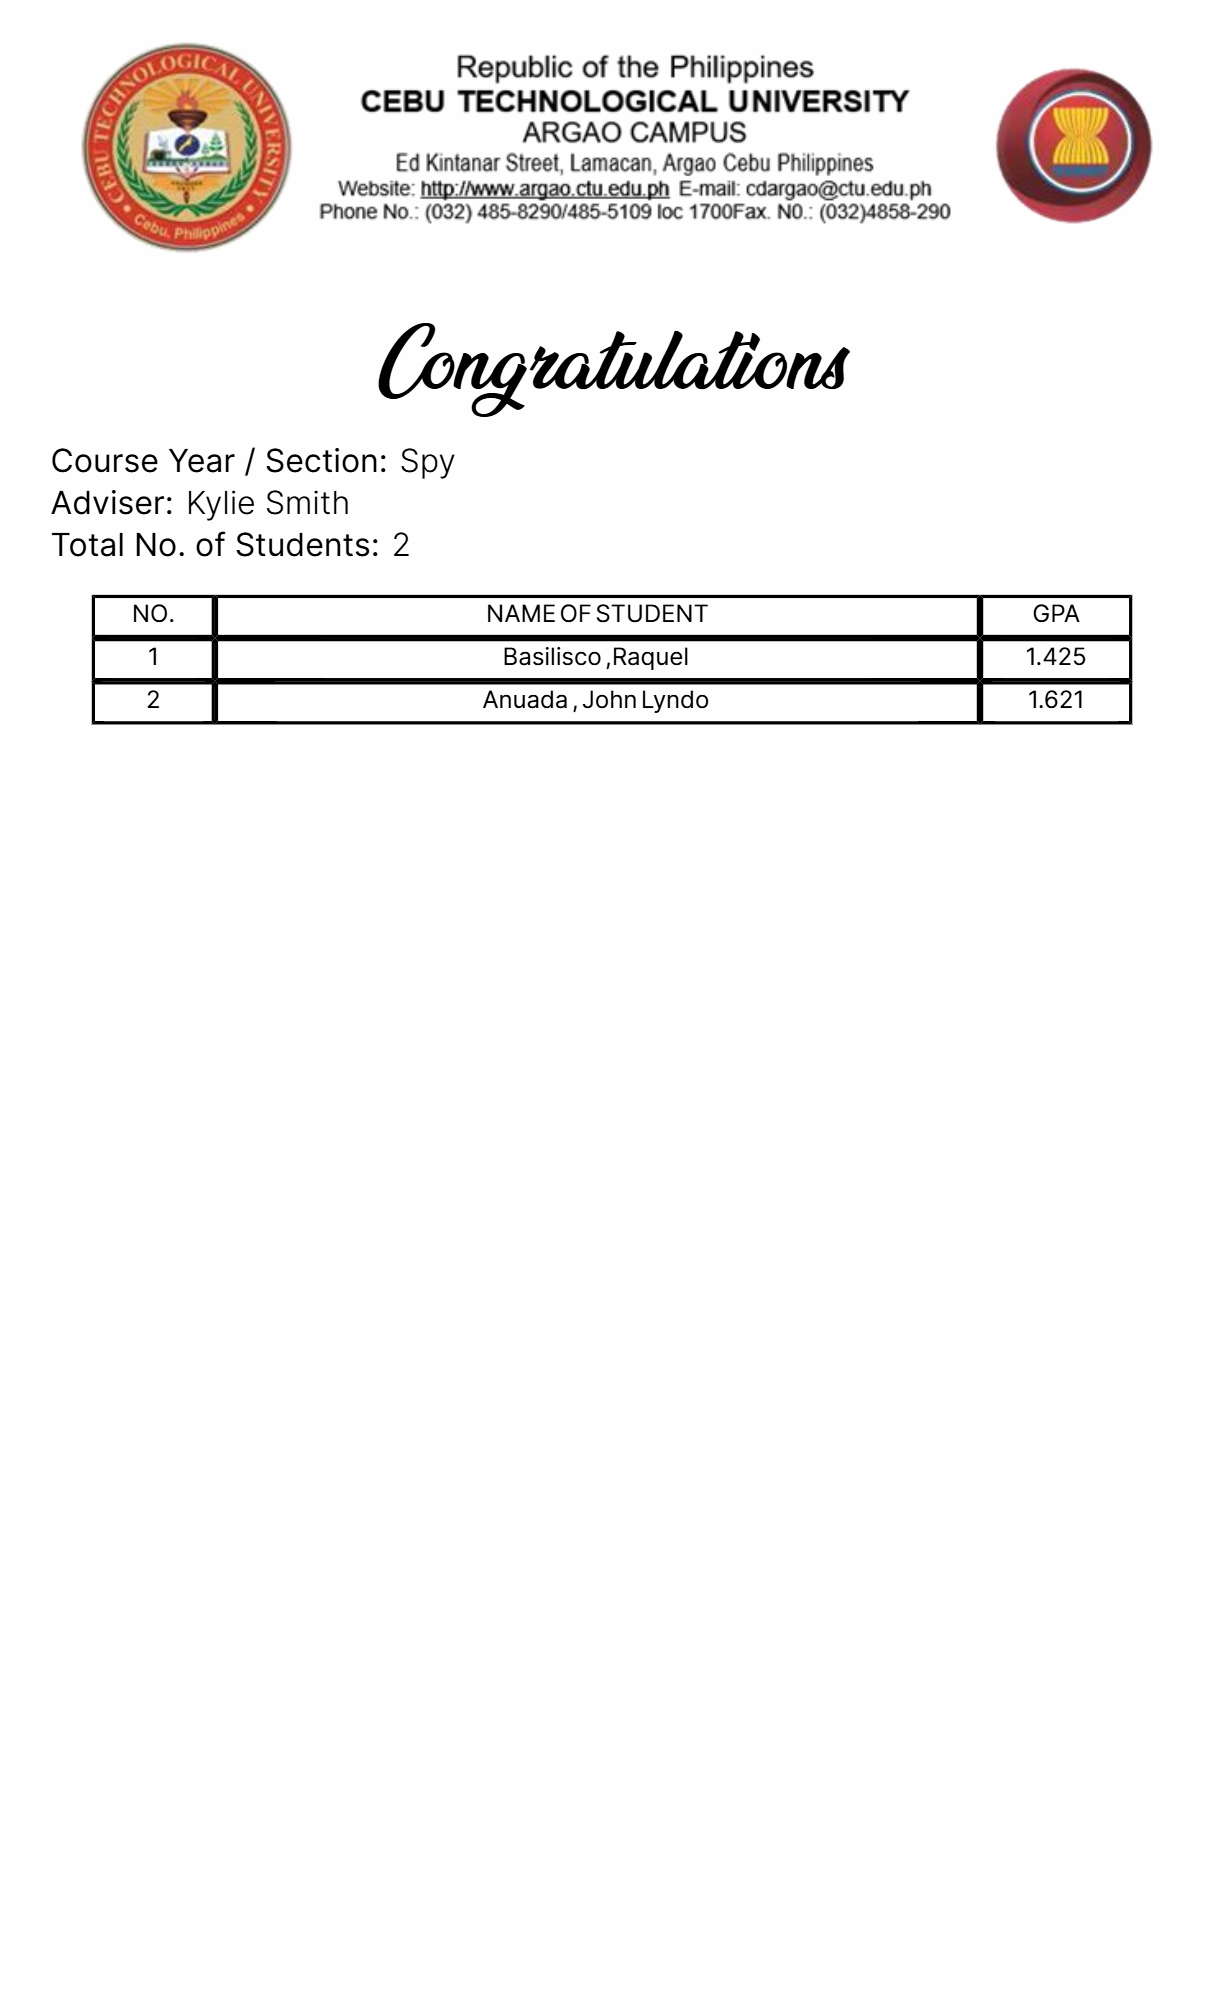 CEBU TECHNOLOGICAL UNIVERSITY
Cebu, Philippines
Republic of the Philippines
CEBU TECHNOLOGICAL UNIVERSITY
ARGAO CAMPUS
Ed Kintanar Street, Lamacan, Argao Cebu Philippines
Website: http://www.argao.ctu.edu.ph E-mail: cdargao@ctu.edu.ph
Phone No.: (032) 485-8290/485-5109 loc 1700Fax. N0.: (032)4858-290
Congratulations
Course Year / Section: Spy
Adviser: Kylie Smith
Total No. of Students: 2
NO. NAME OF STUDENT GPA
1 Basilisco ,Raquel 1.425
2 Anuada , John Lyndo 1.621